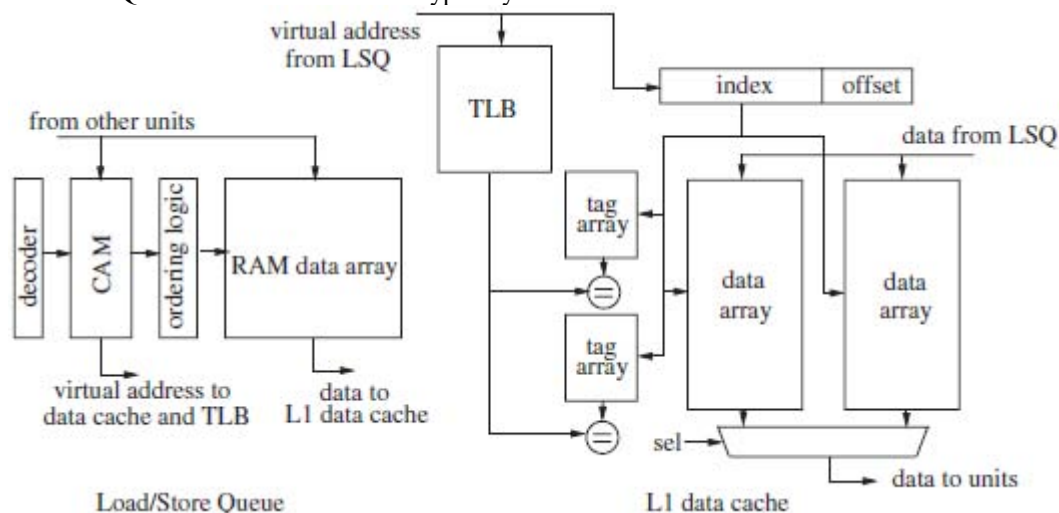 virtual address
from LSQ
TLB
index
offset
data from LSQ
from other units
decoder
CAM
ordering logic
RAM data array
tag
array
=
tag
array
=
data
array
data
array
virtual address to
data cache and TLB
data to
L1 data cache
sel
data to units
Load/Store Queue
L1 data cache